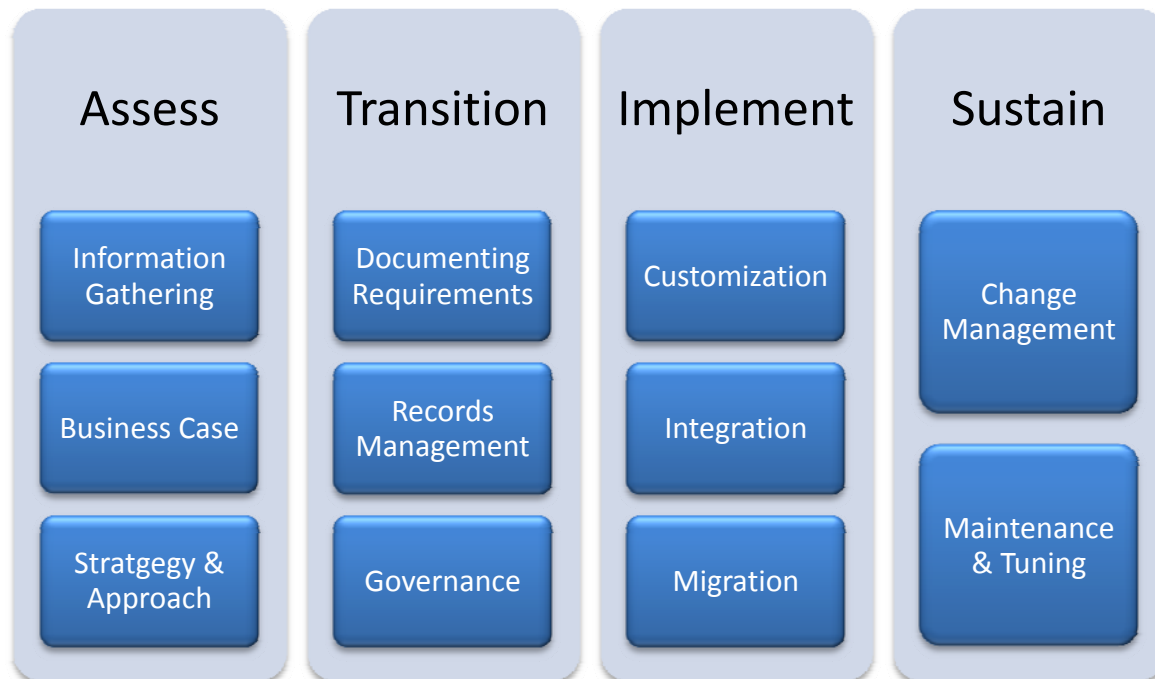 Assess
Information
Gathering
Business Case
Stratgegy &
Approach
Transition
Documenting
Requirements
Records
Management
Governance
Implement
Customization
Integration
Migration
Sustain
Change
Management
Maintenance
& Tuning